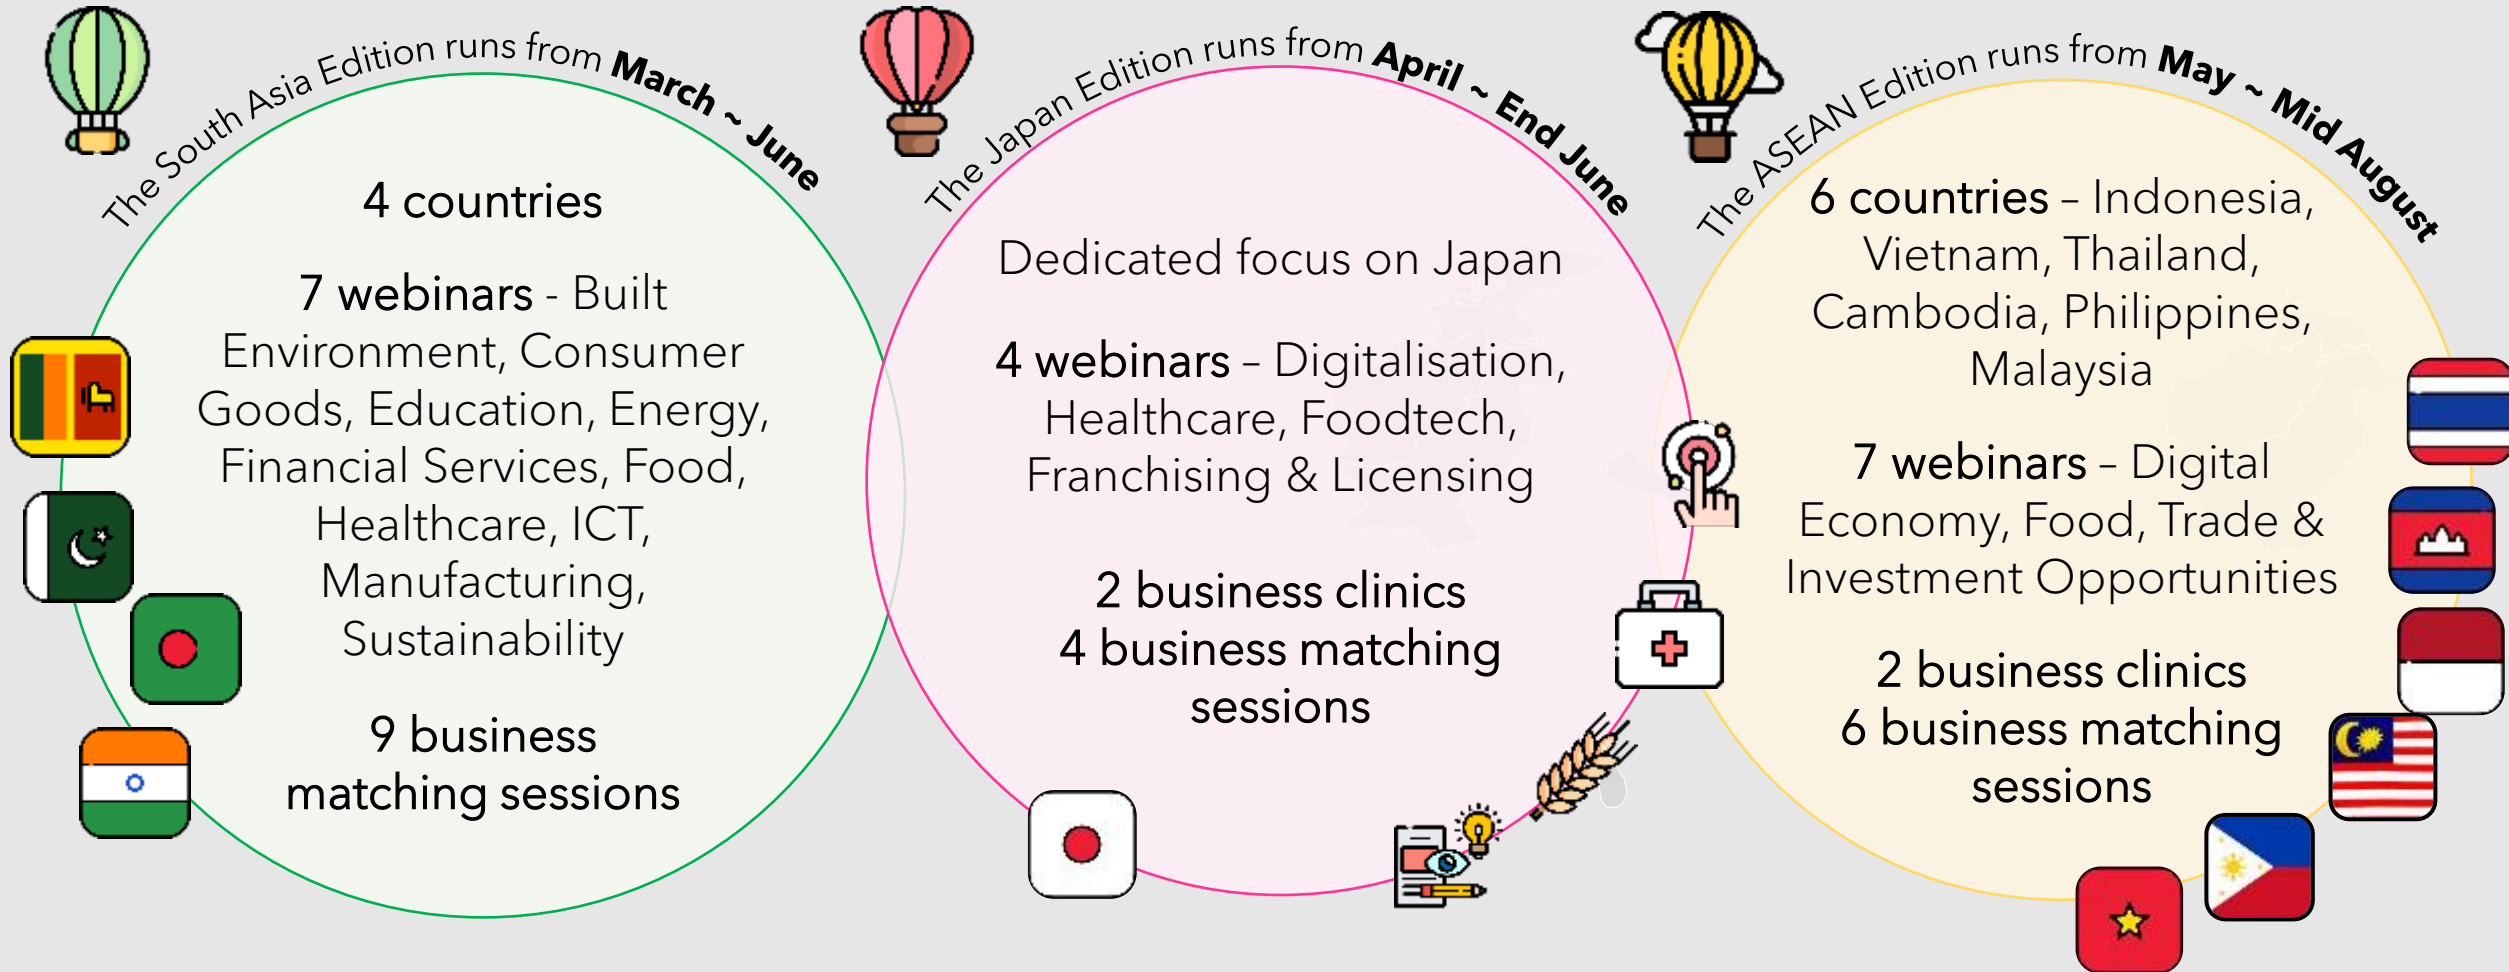 The South Asia Edition runs from March ~ June
4 countries
7 webinars - Built
Environment, Consumer
Goods, Education, Energy,
Financial Services, Food,
Healthcare, ICT,
Manufacturing,
Sustainability
9 business
matching sessions
The Japan Edition runs from April ~ End June
Dedicated focus on Japan
4 webinars – Digitalisation,
Healthcare, Foodtech,
Franchising & Licensing
2 business clinics
4 business matching
sessions
The ASEAN Edition runs from May ~ Mid August
6 countries – Indonesia,
Vietnam, Thailand,
Cambodia, Philippines,
Malaysia
7 webinars – Digital
Economy, Food, Trade &
Investment Opportunities
2 business clinics
6 business matching
sessions